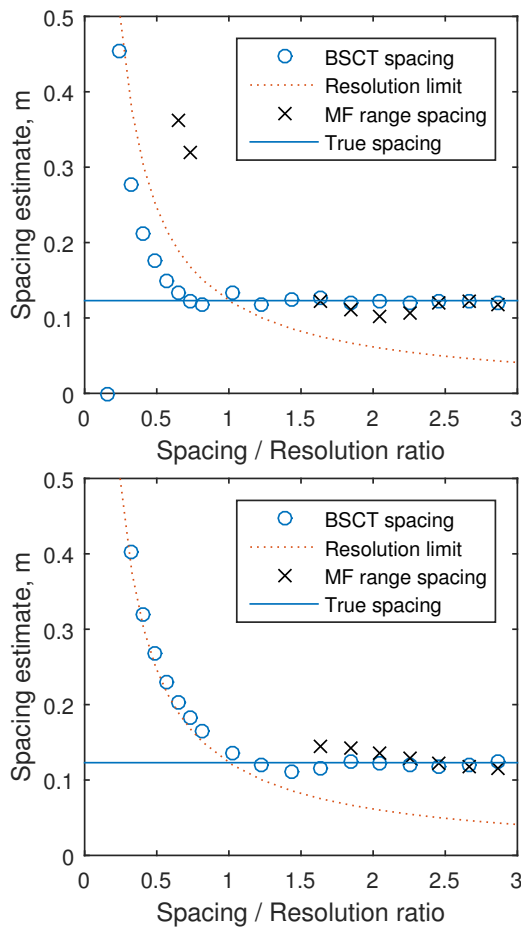 0.5
0.4
0.3
0.2
0.1
0
Spacing estimate, m
BSCT spacing
Resolution limit
MF range spacing
True spacing
0 0.5 1 1.5 2 2.5 3
Spacing / Resolution ratio
0.5
0.4
0.3
0.2
0.1
0
Spacing estimate, m
BSCT spacing
Resolution limit
MF range spacing
True spacing
0 0.5 1 1.5 2 2.5 3
Spacing / Resolution ratio